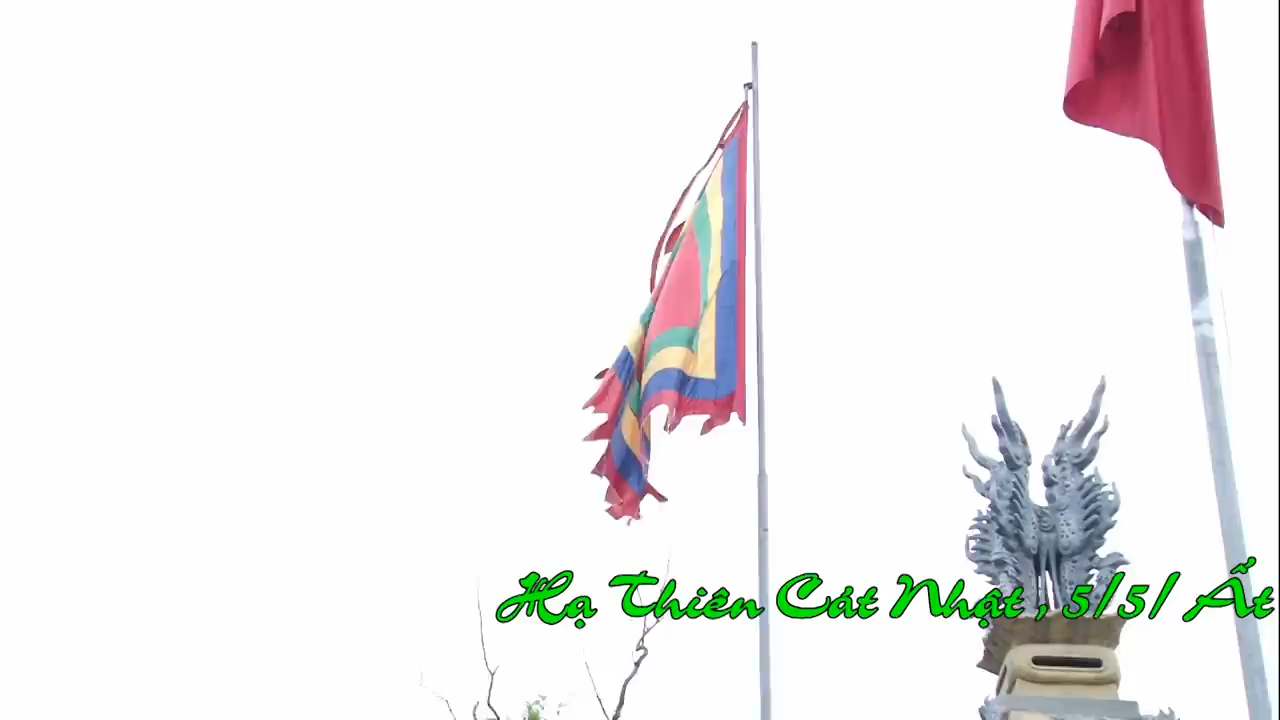 Hạ Thiên Cát Nhật , 5/5/ Ất